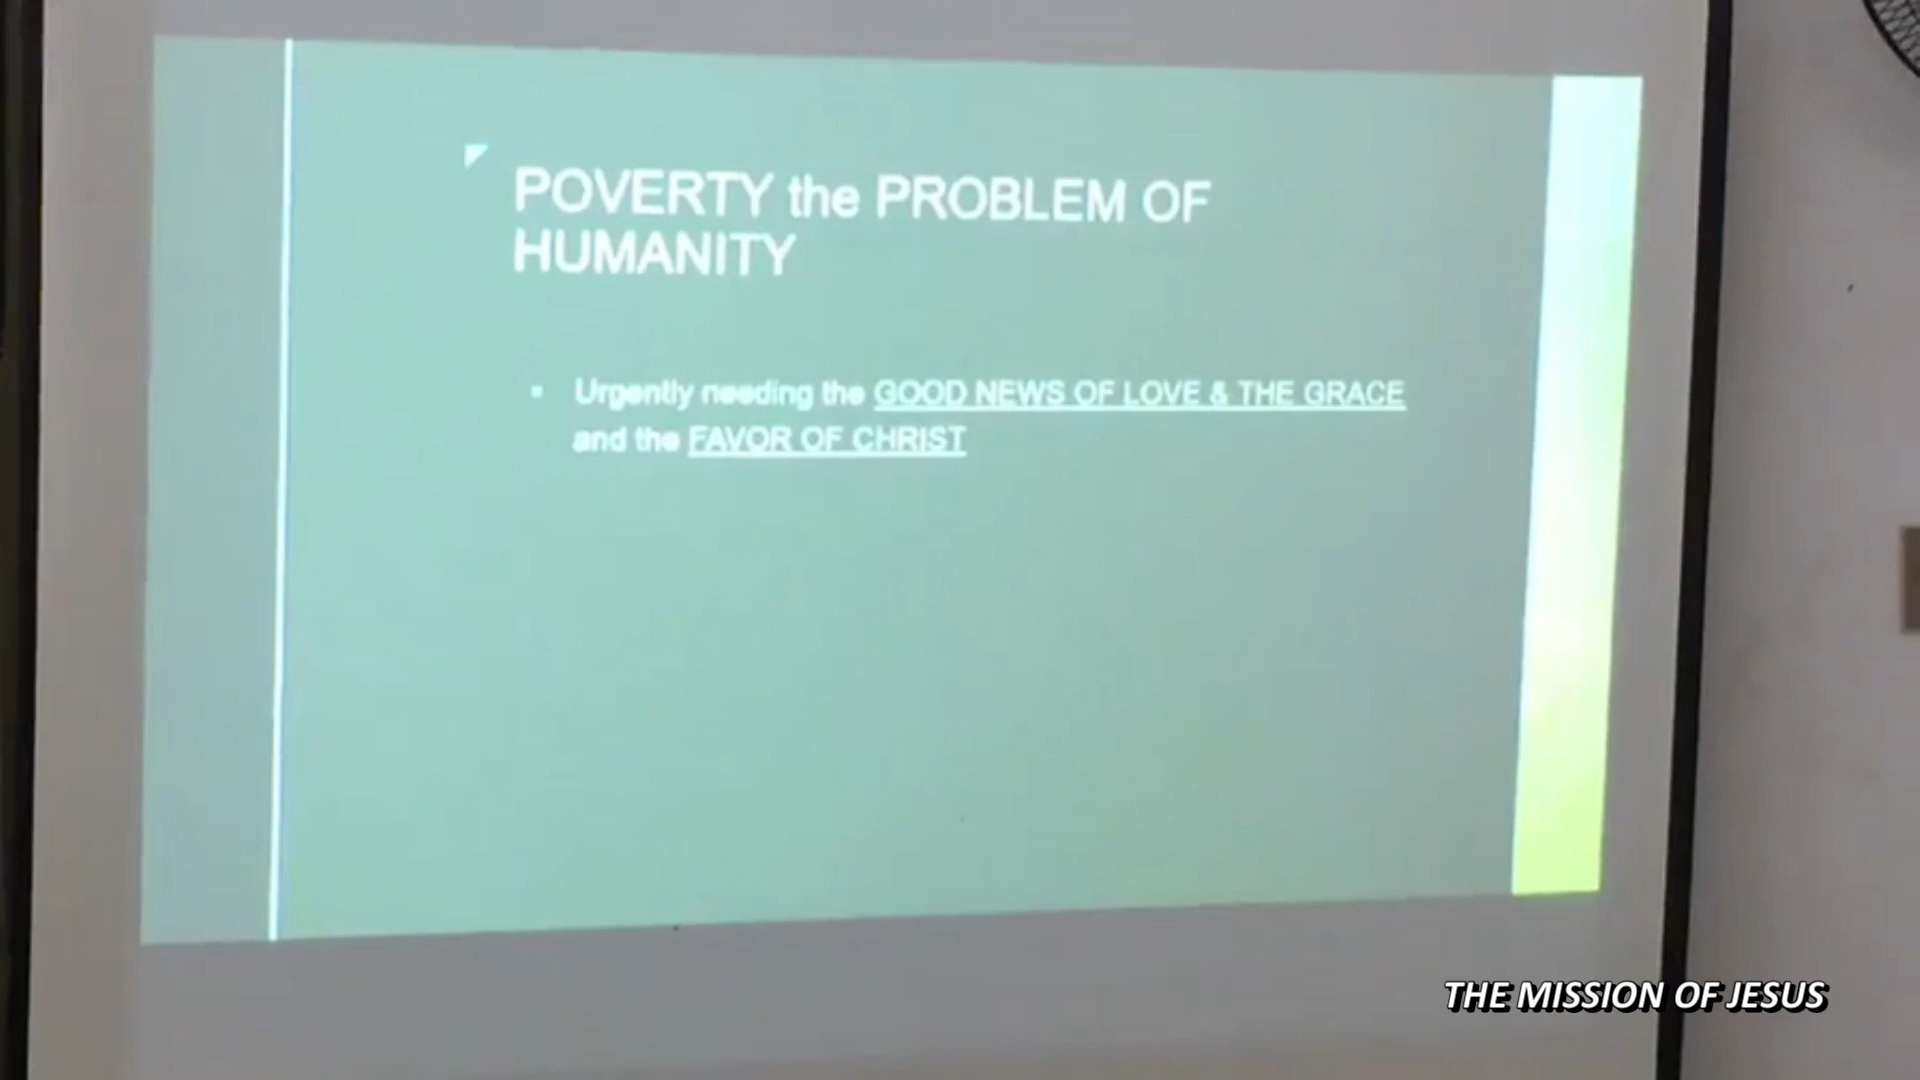 POVERTY the PROBLEM OF
HUMANITY
Urgently needing the GOOD NEWS OF LOVE & THE GRACE
and the FAVOR OF CHRIST
THE MISSION OF JESUS